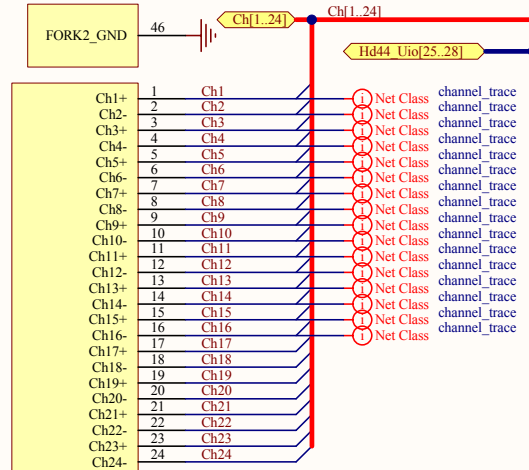 Ch[1..24] Ch[1..24]
FORK2_GND 46
Hd44_Uio[25..28]
Ch1+ 1 Ch1 i Net Class channel_trace
Ch2- 2 Ch2 i Net Class channel_trace
Ch3+ 3 Ch3 i Net Class channel_trace
Ch4- 4 Ch4 i Net Class channel_trace
Ch5+ 5 Ch5 i Net Class channel_trace
Ch6- 6 Ch6 i Net Class channel_trace
Ch7+ 7 Ch7 i Net Class channel_trace
Ch8- 8 Ch8 i Net Class channel_trace
Ch9+ 9 Ch9 i Net Class channel_trace
Ch10- 10 Ch10 i Net Class channel_trace
Ch11+ 11 Ch11 i Net Class channel_trace
Ch12- 12 Ch12 i Net Class channel_trace
Ch13+ 13 Ch13 i Net Class channel_trace
Ch14- 14 Ch14 i Net Class channel_trace
Ch15+ 15 Ch15 i Net Class channel_trace
Ch16- 16 Ch16 i Net Class channel_trace
Ch17+ 17 Ch17
Ch18- 18 Ch18
Ch19+ 19 Ch19
Ch20- 20 Ch20
Ch21+ 21 Ch21
Ch22- 22 Ch22
Ch23+ 23 Ch23
Ch24- 24 Ch24